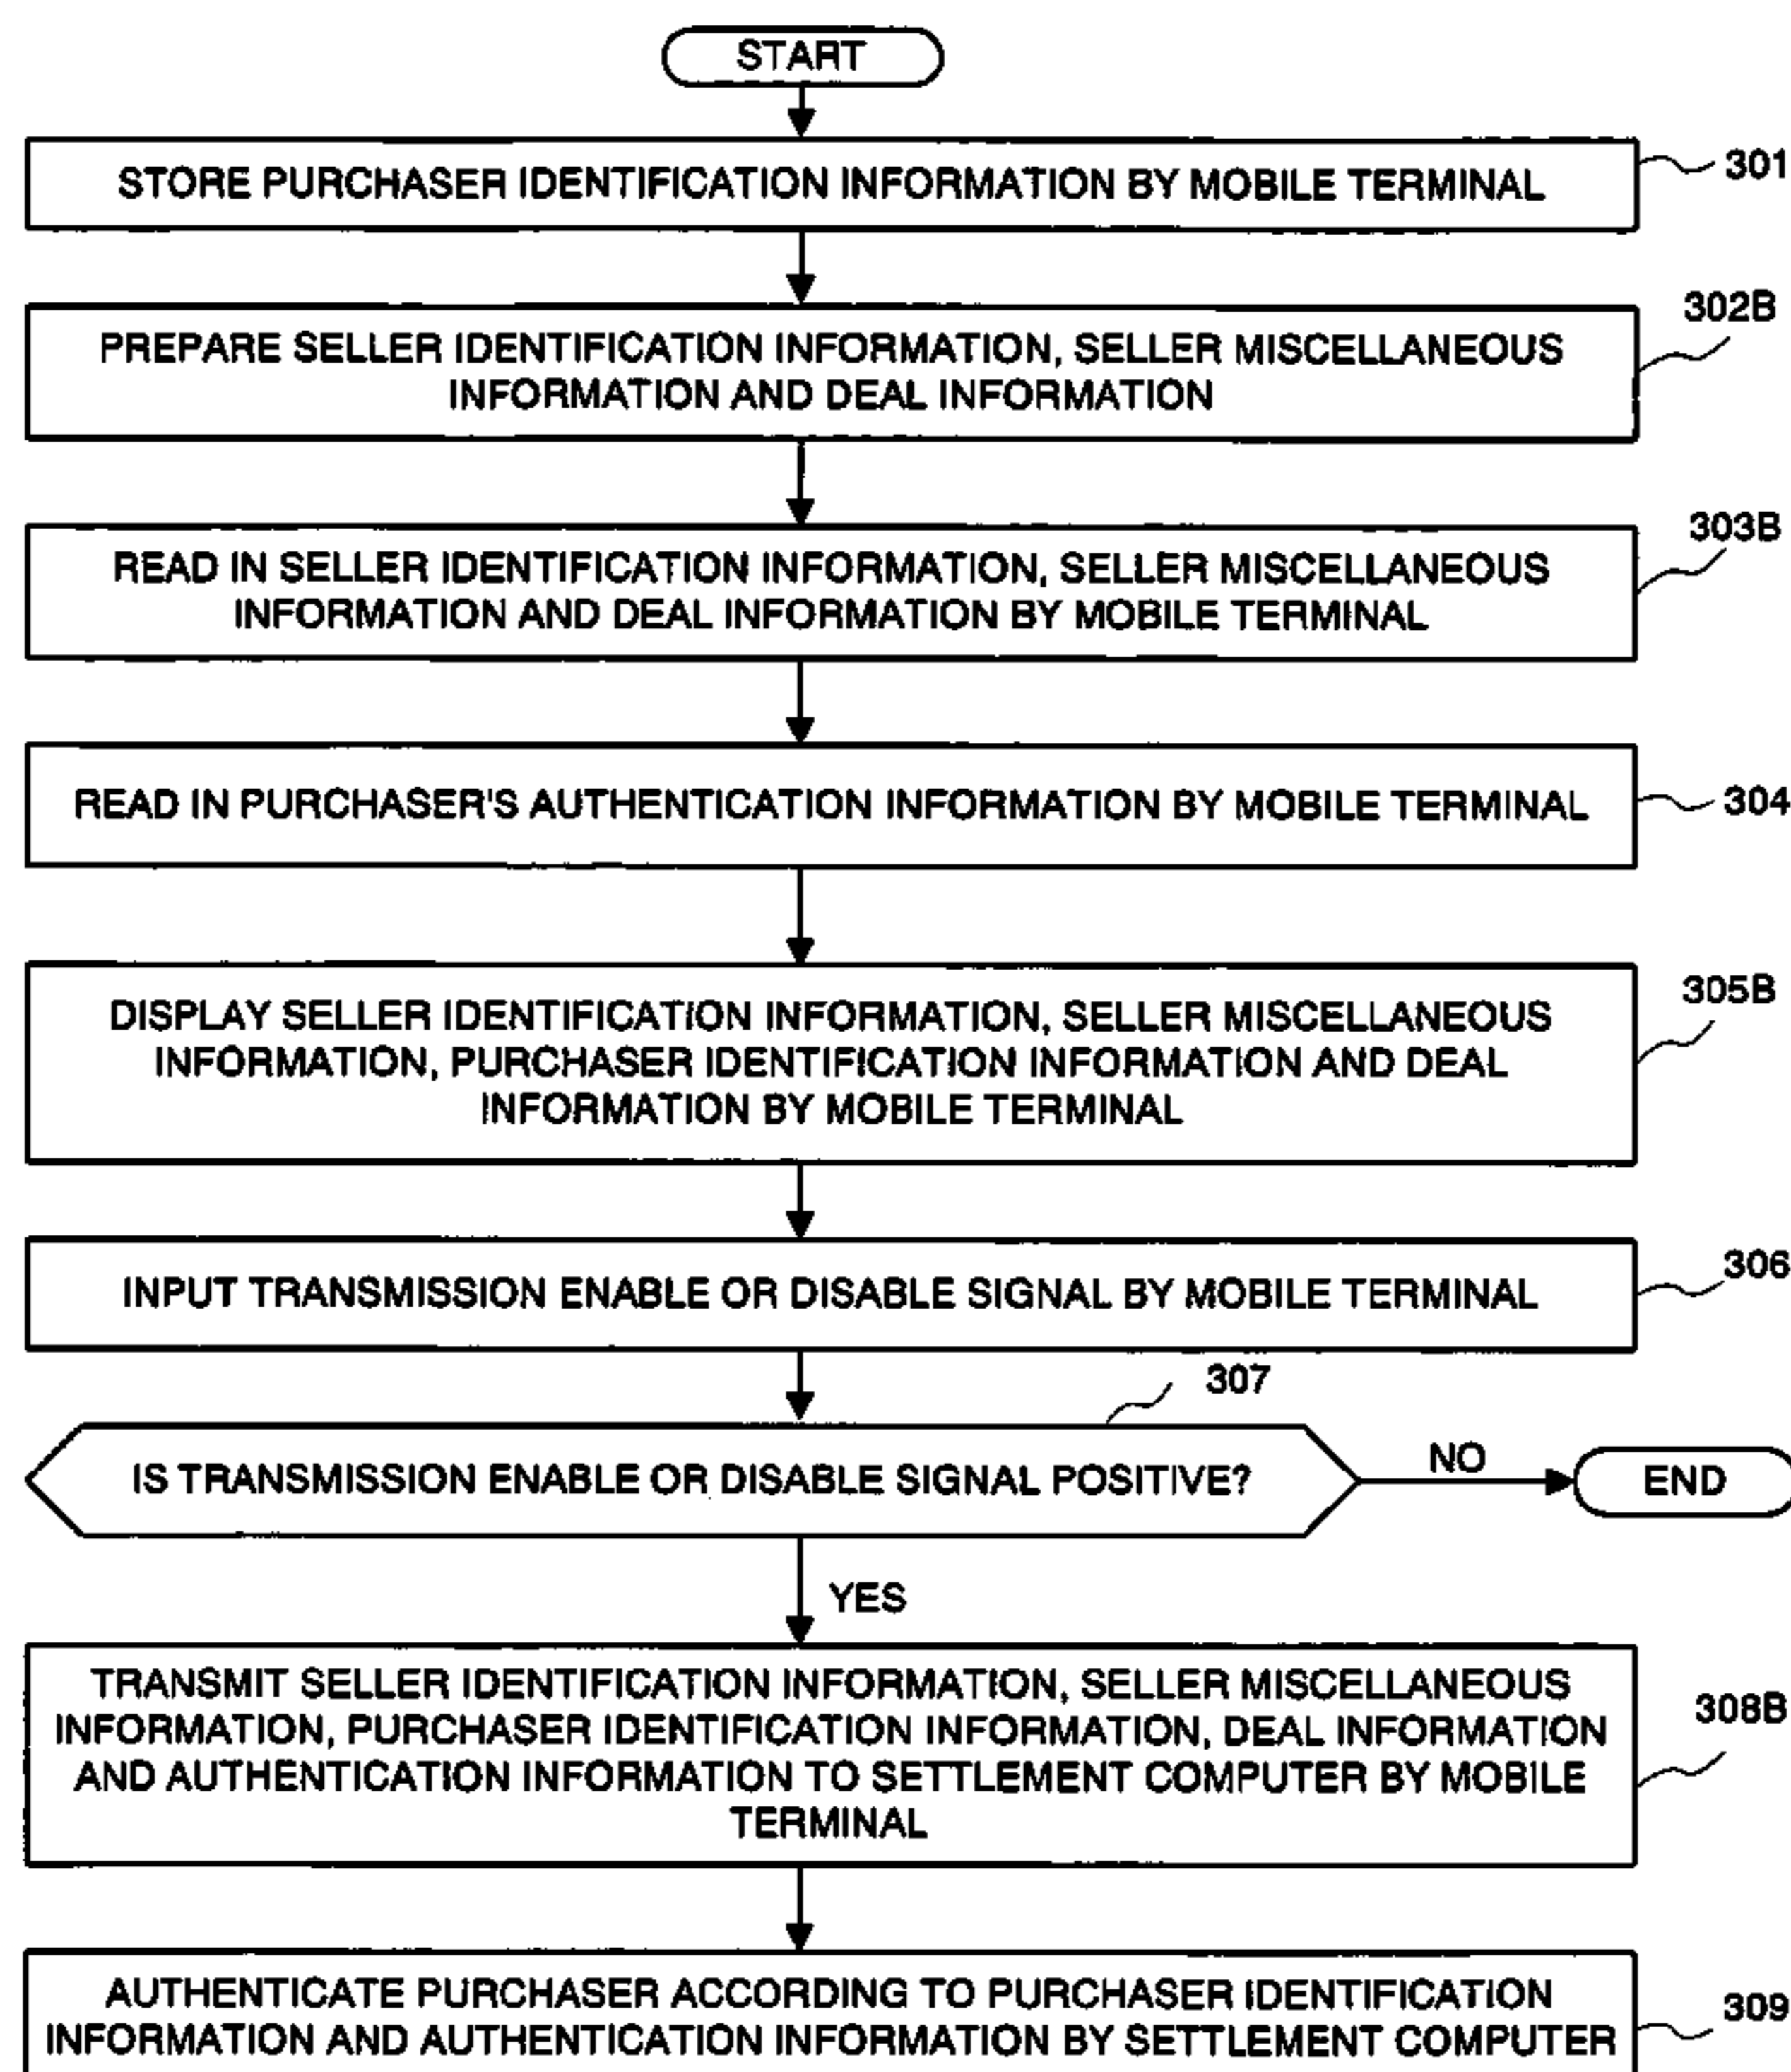 START
STORE PURCHASER IDENTIFICATION INFORMATION BY MOBILE TERMINAL
301
302B
PREPARE SELLER IDENTIFICATION INFORMATION, SELLER MISCELLANEOUS
INFORMATION AND DEAL INFORMATION
303B
READ IN SELLER IDENTIFICATION INFORMATION, SELLER MISCELLANEOUS
INFORMATION AND DEAL INFORMATION BY MOBILE TERMINAL
READ IN PURCHASER'S AUTHENTICATION INFORMATION BY MOBILE TERMINAL
304
305B
DISPLAY SELLER IDENTIFICATION INFORMATION, SELLER MISCELLANEOUS
INFORMATION, PURCHASER IDENTIFICATION INFORMATION AND DEAL
INFORMATION BY MOBILE TERMINAL
306
INPUT TRANSMISSION ENABLE OR DISABLE SIGNAL BY MOBILE TERMINAL
307
IS TRANSMISSION ENABLE OR DISABLE SIGNAL POSITIVE?
NO
END
YES
TRANSMIT SELLER IDENTIFICATION INFORMATION, SELLER MISCELLANEOUS
INFORMATION, PURCHASER IDENTIFICATION INFORMATION, DEAL INFORMATION
AND AUTHENTICATION INFORMATION TO SETTLEMENT COMPUTER BY MOBILE
TERMINAL
308B
AUTHENTICATE PURCHASER ACCORDING TO PURCHASER IDENTIFICATION
INFORMATION AND AUTHENTICATION INFORMATION BY SETTLEMENT COMPUTER
309